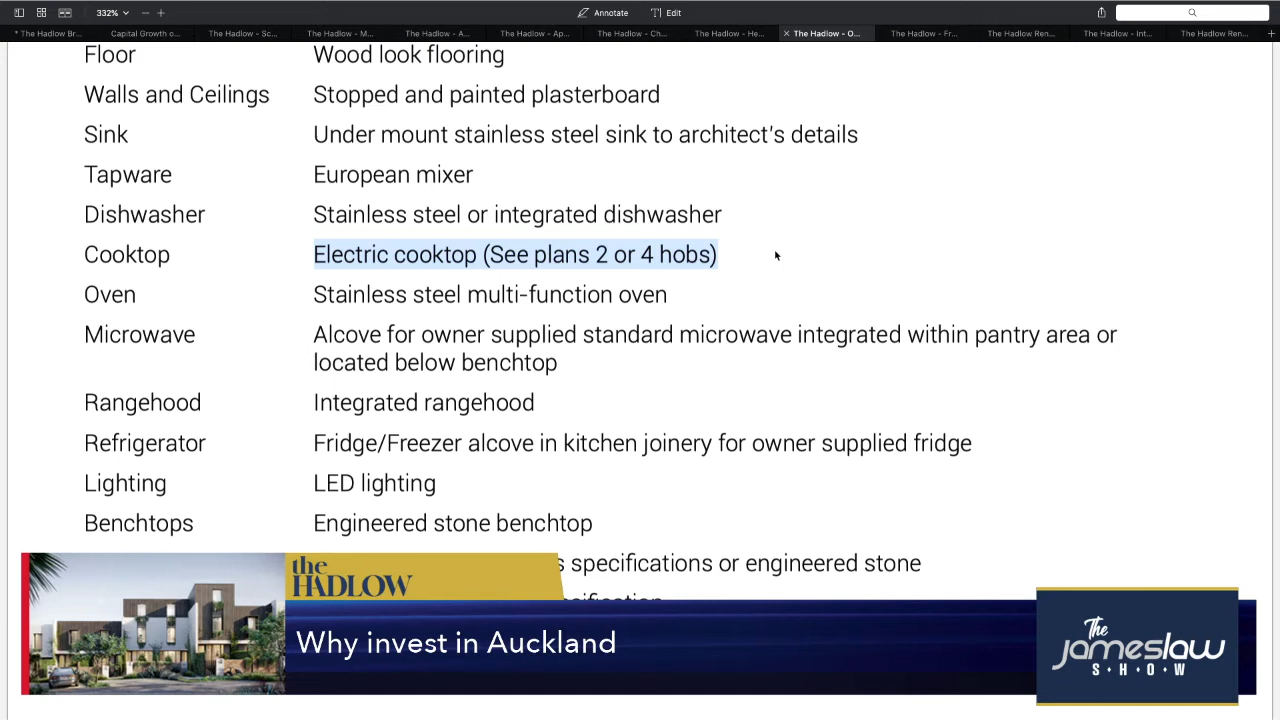 332%
Annotate
Edit
* The Hadlow Br...
Capital Growth o...
The Hadlow - Sc...
The Hadlow - M...
The Hadlow - A...
The Hadlow - Ap...
The Hadlow - Ch...
The Hadlow - He...
The Hadlow - O...
The Hadlow - Fr...
The Hadlow Ren...
The Hadlow - Int...
The Hadlow Ren...
Floor Wood look flooring
Walls and Ceilings Stopped and painted plasterboard
Sink Under mount stainless steel sink to architect's details
Tapware European mixer
Dishwasher Stainless steel or integrated dishwasher
Cooktop Electric cooktop (See plans 2 or 4 hobs)
Oven Stainless steel multi-function oven
Microwave Alcove for owner supplied standard microwave integrated within pantry area or
located below benchtop
Rangehood Integrated rangehood
Refrigerator Fridge/Freezer alcove in kitchen joinery for owner supplied fridge
Lighting LED lighting
Benchtops Engineered stone benchtop
specifications or engineered stone
the
HADLOW
Why invest in Auckland
The
jameslaw
SHOW